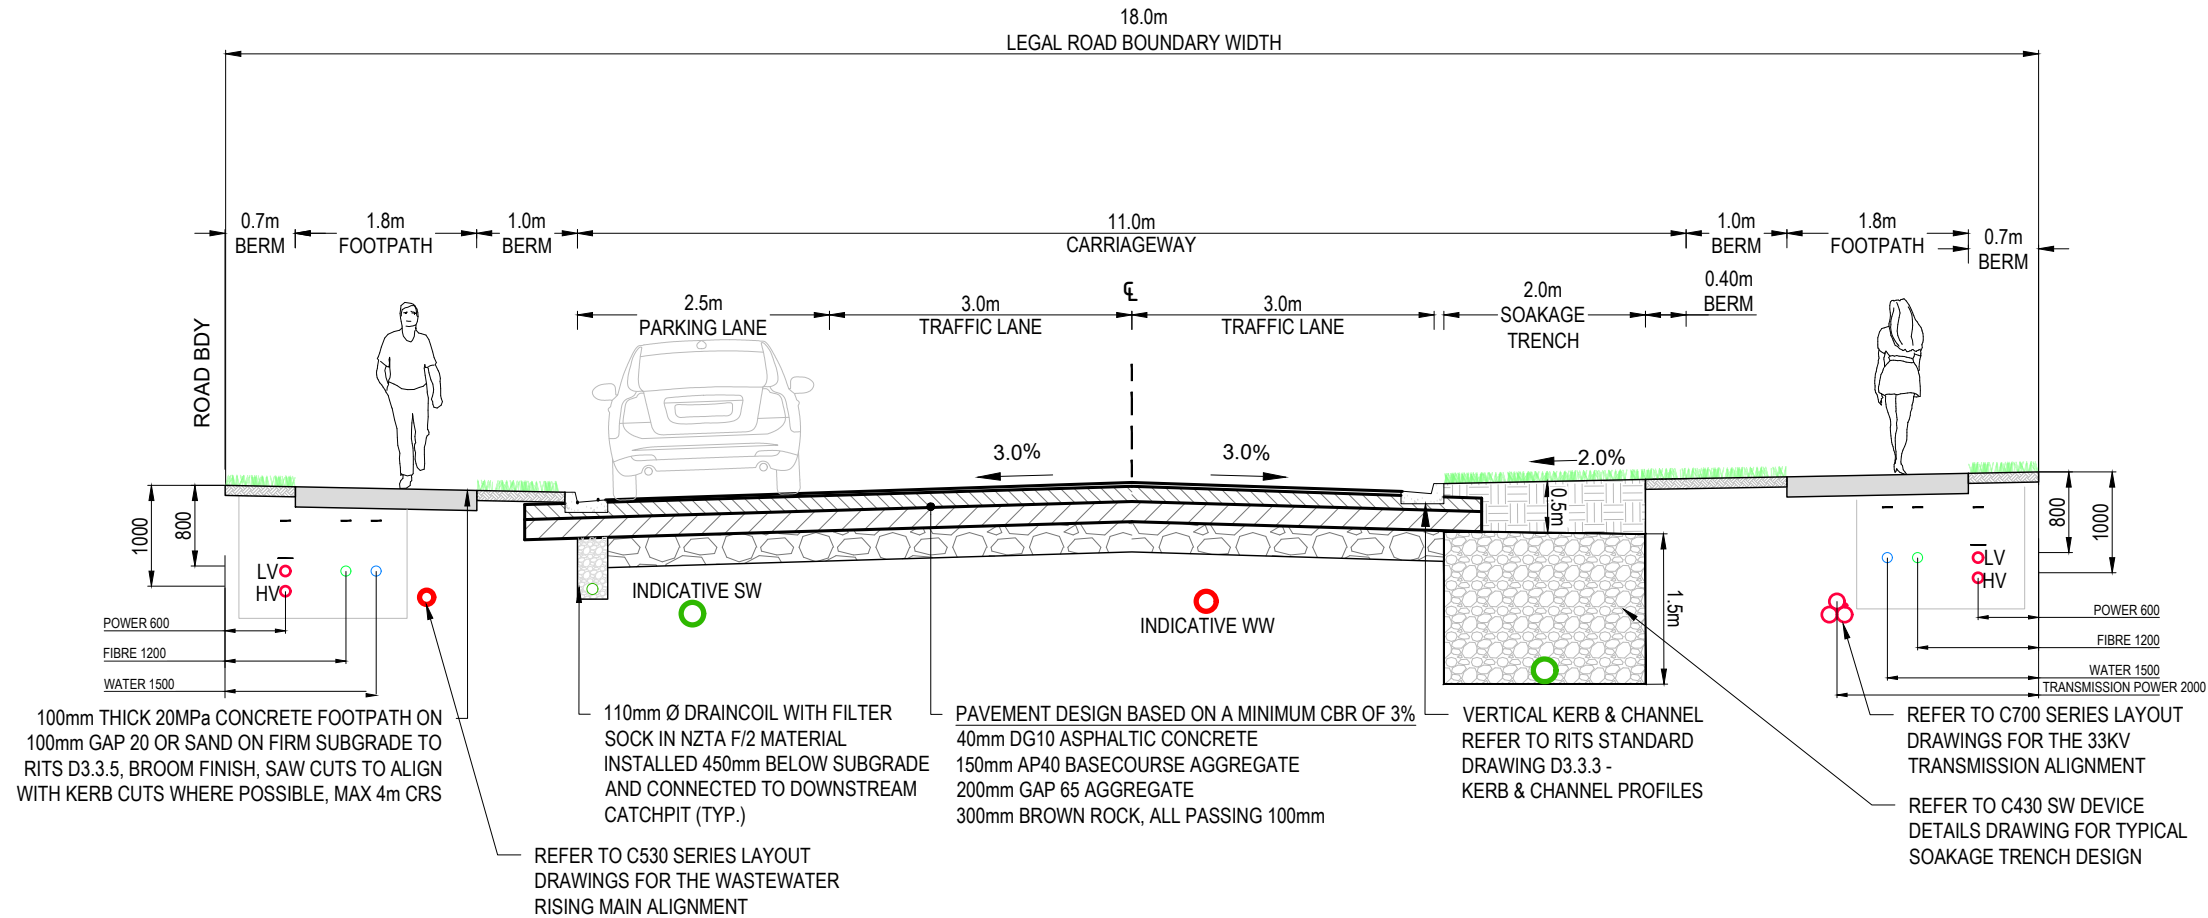 18.0m
LEGAL ROAD BOUNDARY WIDTH
0.7m
BERM
1.8m
FOOTPATH
1.0m
BERM
11.0m
CARRIAGEWAY
1.0m
BERM
1.8m
FOOTPATH
0.7m
BERM
0.40m
BERM
ROAD BDY
2.5m
PARKING LANE
3.0m
TRAFFIC LANE
℄
3.0m
TRAFFIC LANE
2.0m
SOAKAGE
TRENCH
3.0%
3.0%
2.0%
1000
800
LV
HV
POWER 600
FIBRE 1200
WATER 1500
INDICATIVE SW
INDICATIVE WW
0.5m
1.5m
800
1000
LV
HV
POWER 600
FIBRE 1200
WATER 1500
TRANSMISSION POWER 2000
100mm THICK 20MPa CONCRETE FOOTPATH ON
100mm GAP 20 OR SAND ON FIRM SUBGRADE TO
RITS D3.3.5, BROOM FINISH, SAW CUTS TO ALIGN
WITH KERB CUTS WHERE POSSIBLE, MAX 4m CRS
REFER TO C530 SERIES LAYOUT
DRAWINGS FOR THE WASTEWATER
RISING MAIN ALIGNMENT
110mm Ø DRAINCOIL WITH FILTER
SOCK IN NZTA F/2 MATERIAL
INSTALLED 450mm BELOW SUBGRADE
AND CONNECTED TO DOWNSTREAM
CATCHPIT (TYP.)
PAVEMENT DESIGN BASED ON A MINIMUM CBR OF 3%
40mm DG10 ASPHALTIC CONCRETE
150mm AP40 BASECOURSE AGGREGATE
200mm GAP 65 AGGREGATE
300mm BROWN ROCK, ALL PASSING 100mm
VERTICAL KERB & CHANNEL
REFER TO RITS STANDARD
DRAWING D3.3.3 -
KERB & CHANNEL PROFILES
REFER TO C700 SERIES LAYOUT
DRAWINGS FOR THE 33KV
TRANSMISSION ALIGNMENT
REFER TO C430 SW DEVICE
DETAILS DRAWING FOR TYPICAL
SOAKAGE TRENCH DESIGN